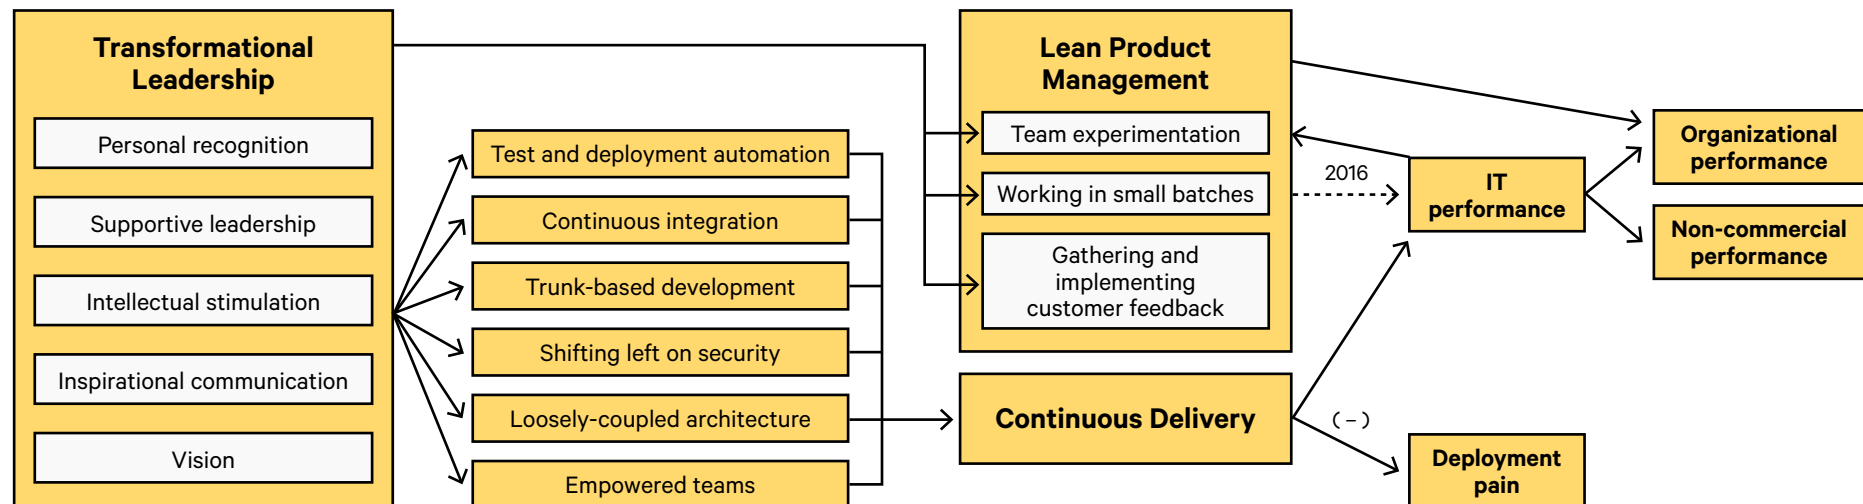 Transformational
Leadership
Personal recognition
Supportive leadership
Intellectual stimulation
Inspirational communication
Vision
Test and deployment automation
Continuous integration
Trunk-based development
Shifting left on security
Loosely-coupled architecture
Empowered teams
Lean Product
Management
Team experimentation
Working in small batches
Gathering and
implementing
customer feedback
Continuous Delivery
2016
(–)
IT
performance
Deployment
pain
Organizational
performance
Non-commercial
performance